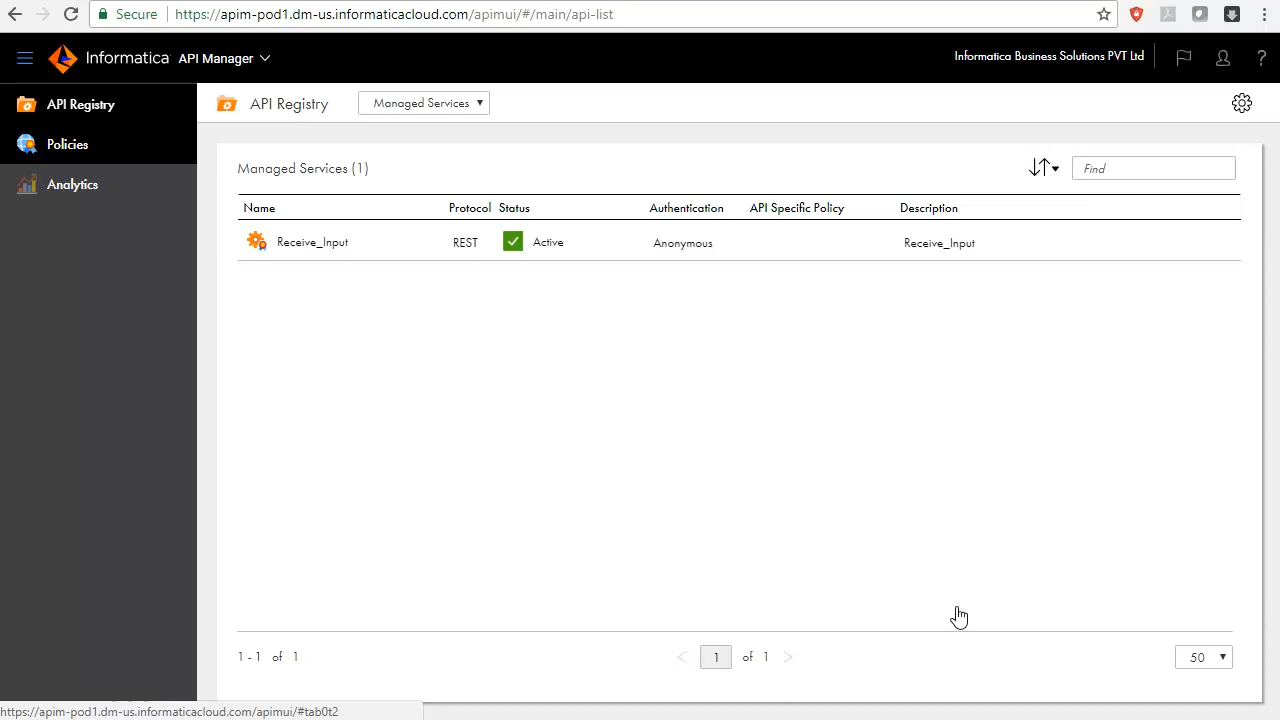 Secure https://apim-pod1.dm-us.informaticacloud.com/apimui/#/main/api-list
Informatica API Manager Informatica Business Solutions PVT Ltd ?
API Registry API Registry Managed Services
Policies
Analytics
Managed Services (1) Find
Name Protocol Status Authentication API Specific Policy Description
Receive_Input REST Active Anonymous Receive_Input
1 - 1 of 1 1 of 1 50
https://apim-pod1.dm-us.informaticacloud.com/apimui/#tab0t2